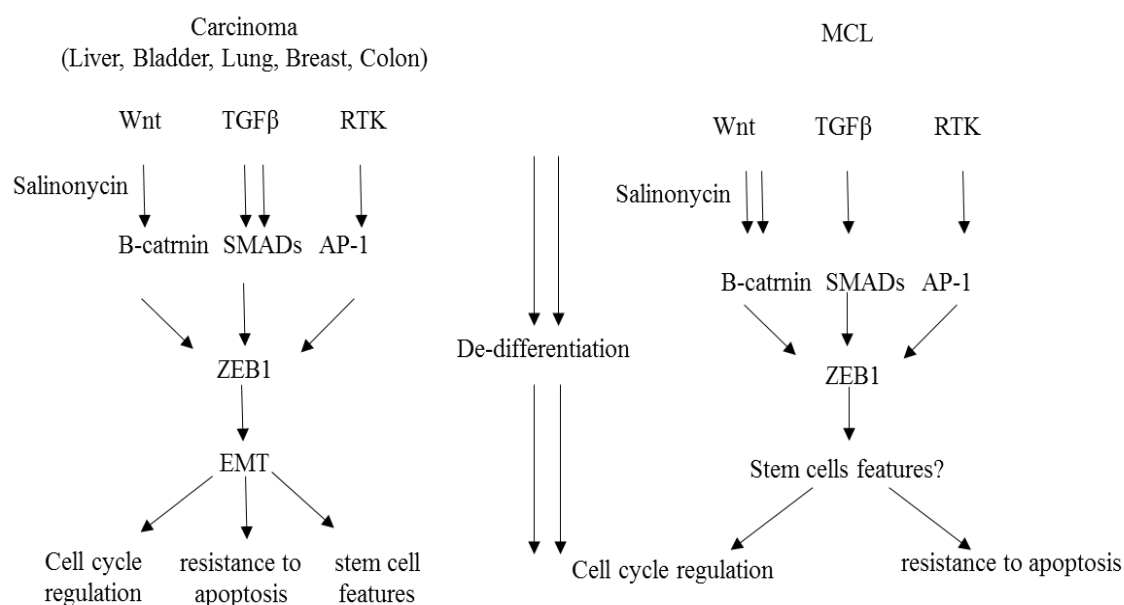 Carcinoma
(Liver, Bladder, Lung, Breast, Colon)
Wnt TGFβ RTK
Salinonycin
B-catrnin SMADs AP-1
ZEB1
EMT
Cell cycle regulation
resistance to apoptosis
stem cell features
De-differentiation
MCL
Wnt TGFβ RTK
Salinonycin
B-catrnin SMADs AP-1
ZEB1
Stem cells features?
Cell cycle regulation
resistance to apoptosis